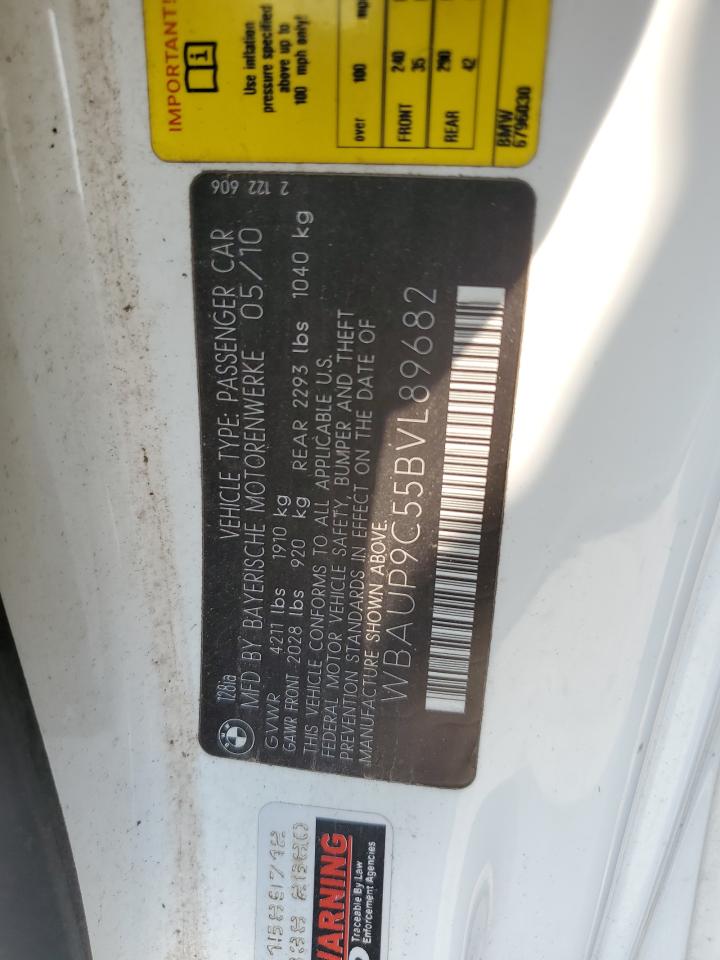 IMPORTANT!
Use inflation
pressure specified
above up to
100 mph only!
over 100 mph
FRONT 240
35
REAR 290
42
BMW
6796030
2 122 606
128ia
VEHICLE TYPE: PASSENGER CAR
MFD BY BAYERISCHE MOTORENWERKE 05/10
GVWR 4211 lbs 1910 kg
GAWR FRONT 2028 lbs 920 kg REAR 2293 lbs 1040 kg
THIS VEHICLE CONFORMS TO ALL APPLICABLE U.S.
FEDERAL MOTOR VEHICLE SAFETY, BUMPER AND THEFT
PREVENTION STANDARDS IN EFFECT ON THE DATE OF
MANUFACTURE SHOWN ABOVE.
WBAUP9C55BVL89682
WARNING
Traceable By Law
Enforcement Agencies